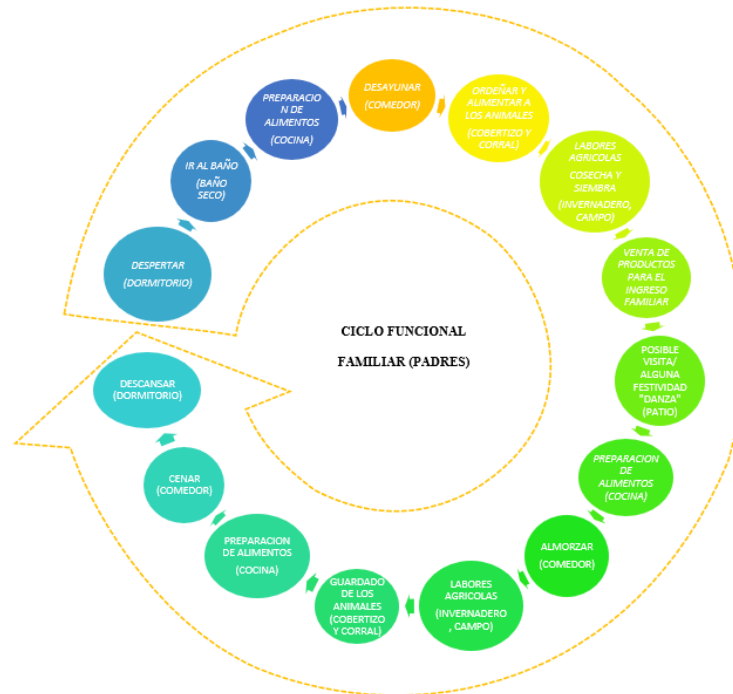 DESPERTAR
(DORMITORIO)
IR AL BAÑO
(BAÑO
SECO)
PREPARACIO
N DE
ALIMENTOS
(COCINA)
DESAYUNAR
(COMEDOR)
ORDEÑAR Y
ALIMENTAR A
LOS ANIMALES
(COBERTIZO Y
CORRAL)
LABORES
AGRICOLAS
COSECHA Y
SIEMBRA
(INVERNADERO,
CAMPO)
VENTA DE
PRODUCTOS
PARA EL
INGRESO
FAMILIAR
POSIBLE
VISITA/
ALGUNA
FESTIVIDAD
"DANZA"
(PATIO)
PREPARACION
DE
ALIMENTOS
(COCINA)
ALMORZAR
(COMEDOR)
LABORES
AGRICOLAS
(INVERNADERO
, CAMPO)
GUARDADO
DE LOS
ANIMALES
(COBERTIZO
Y CORRAL)
PREPARACION
DE ALIMENTOS
(COCINA)
CENAR
(COMEDOR)
DESCANSAR
(DORMITORIO)
CICLO FUNCIONAL
FAMILIAR (PADRES)